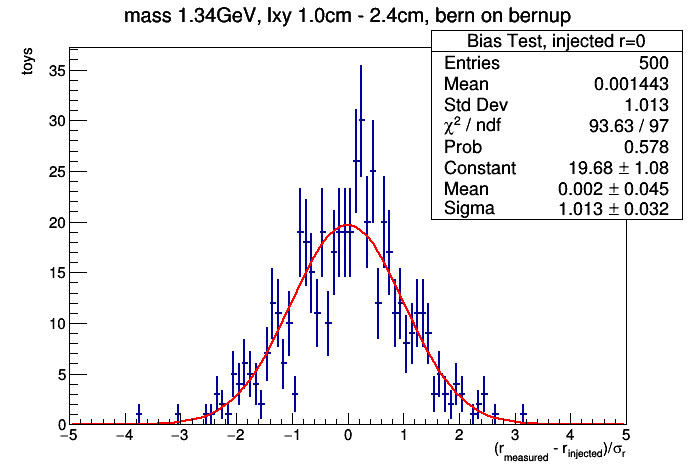 mass 1.34GeV, lxy 1.0cm - 2.4cm, bern on bernup
toys
Bias Test, injected r=0
Entries 500
Mean 0.001443
Std Dev 1.013
χ² / ndf 93.63 / 97
Prob 0.578
Constant 19.68 ± 1.08
Mean 0.002 ± 0.045
Sigma 1.013 ± 0.032
35
30
25
20
15
10
5
0
−5 −4 −3 −2 −1 0 1 2 3 4 5
(r_measured - r_injected)/σ_r